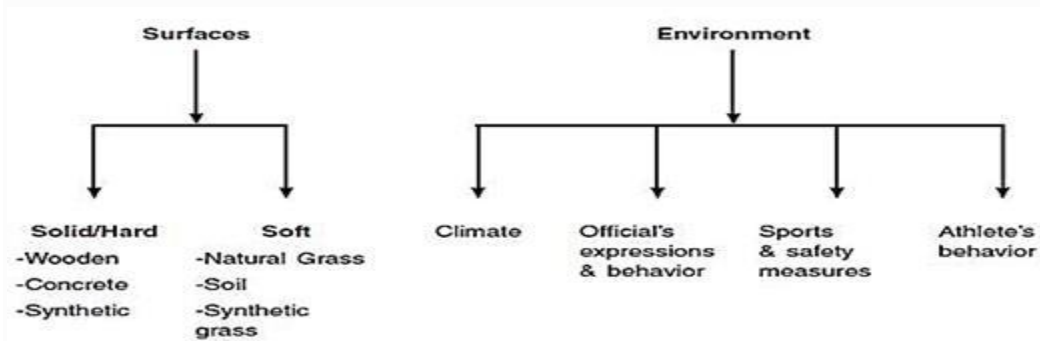 Surfaces
Environment
Solid/Hard
-Wooden
-Concrete
-Synthetic
Soft
-Natural Grass
-Soil
-Synthetic
grass
Climate
Official's
expressions
& behavior
Sports
& safety
measures
Athlete's
behavior